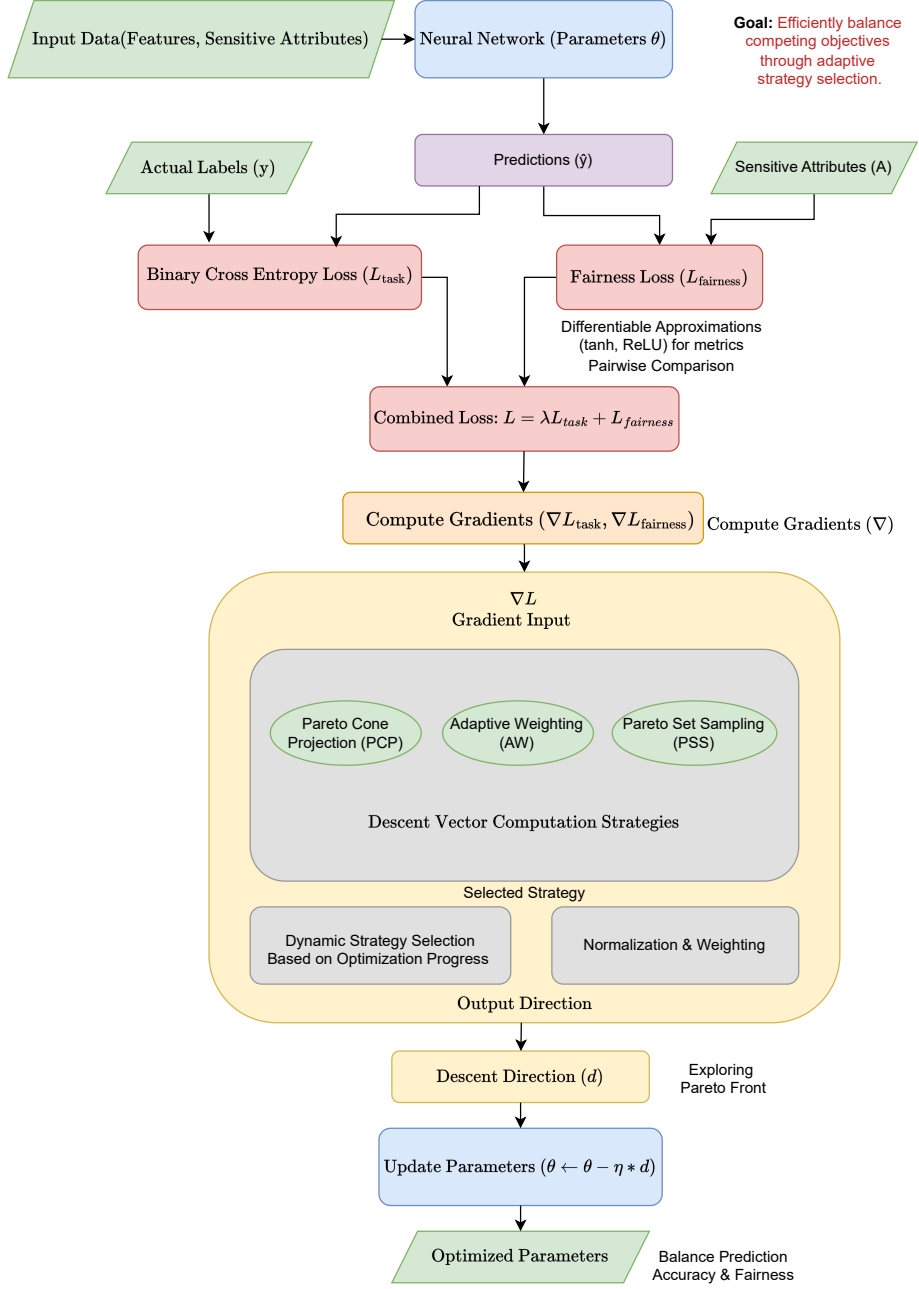 Input Data(Features, Sensitive Attributes)
Neural Network (Parameters θ)
Goal: Efficiently balance
competing objectives
through adaptive
strategy selection.
Actual Labels (y)
Predictions (ŷ)
Sensitive Attributes (A)
Binary Cross Entropy Loss (L_task)
Fairness Loss (L_fairness)
Differentiable Approximations
(tanh, ReLU) for metrics
Pairwise Comparison
Combined Loss: L = λL_task + L_fairness
Compute Gradients (∇L_task, ∇L_fairness)
Compute Gradients (∇)
∇L
Gradient Input
Pareto Cone
Projection (PCP)
Adaptive Weighting
(AW)
Pareto Set Sampling
(PSS)
Descent Vector Computation Strategies
Selected Strategy
Dynamic Strategy Selection
Based on Optimization Progress
Normalization & Weighting
Output Direction
Descent Direction (d)
Exploring
Pareto Front
Update Parameters (θ ← θ − η ∗ d)
Optimized Parameters
Balance Prediction
Accuracy & Fairness